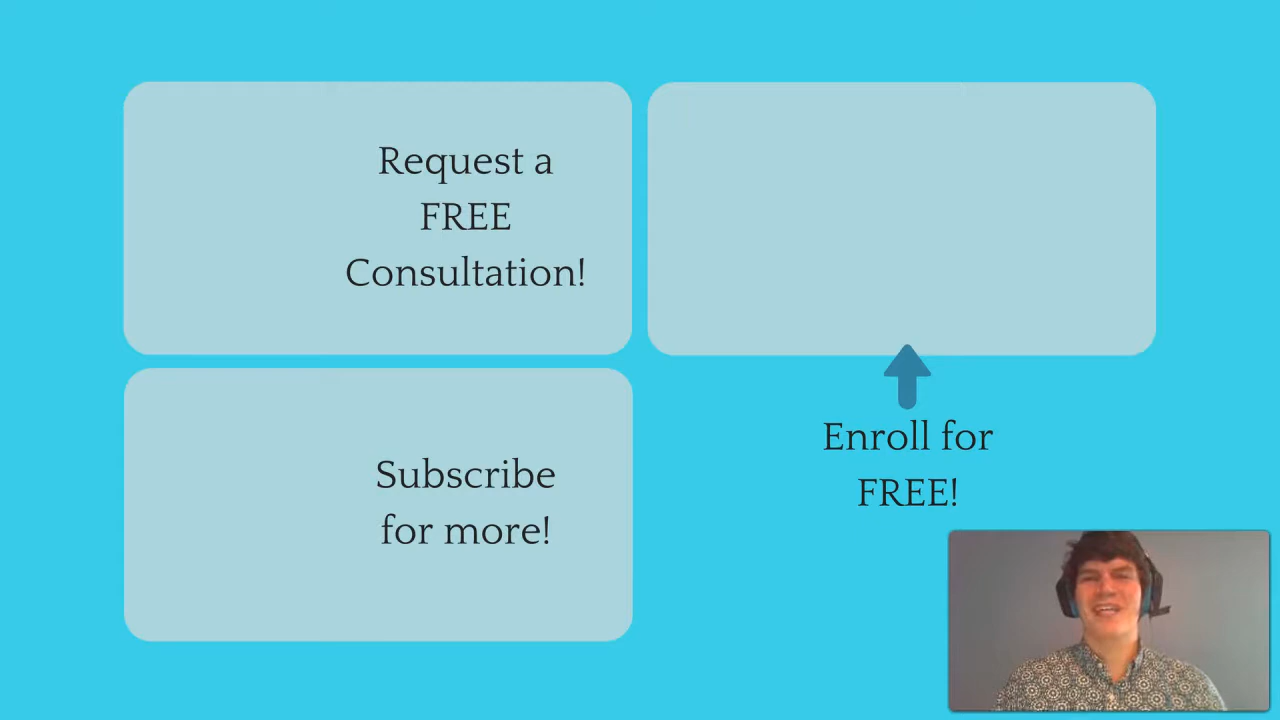 Request a
FREE
Consultation!
Subscribe
for more!
Enroll for
FREE!